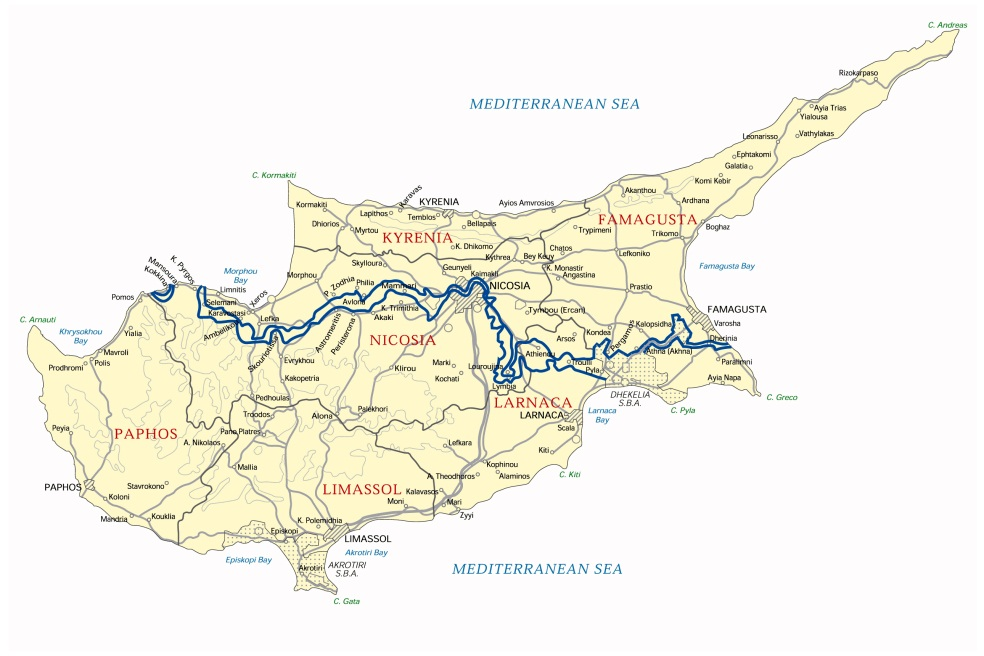 C. Andreas
Rizokarpaso
MEDITERRANEAN SEA
Ayia Trias
Yialousa
Vathylakas
Leonarisso
Ephtakomi
Galatia
Komi Kebir
C. Kormakiti
Akanthou
Ardhana
Karavas
KYRENIA
Ayios Amvrosios
Kormakiti
Lapithos
Temblos
Bellapais
FAMAGUSTA
Boghaz
Dhiorios
Myrtou
KYRENIA
Trypimeni
Trikomo
K. Dhikomo
Chatos
Lefkoniko
Kythrea
Bey Keuy
Famagusta Bay
Skylloura
Geunyeli
K. Monastir
Mansoura
Kokkina
K. Pyrgos
Morphou
Bay
Morphou
Kaimakli
Angastina
P. Zodhia
Philia
Mammari
NICOSIA
Prastio
Limnitis
Pomos
Xeros
Selemani
Avlona
K. Trimithia
Tymbou (Ercan)
FAMAGUSTA
Karavostasi
Lefka
Akaki
C. Arnauti
Ambelikou
Astromeritis
Peristerona
Kalopsidha
Varosha
Khrysokhou
Bay
Yialia
Skouriotissa
NICOSIA
Arsos
Kondea
Pergamos
Dherinia
Mavroli
Athienou
Athna (Akhna)
Prodhromi
Polis
Evrykhou
Marki
Louroujina
Troulli
Paralimni
Klirou
Pyla
Kakopetria
Kochati
Lymbia
Ayia Napa
DHEKELIA
S.B.A.
C. Greco
Pedhoulas
LARNACA
Palekhori
Larnaca
Bay
C. Pyla
Troodos
Alona
LARNACA
Peyia
PAPHOS
Pano Platres
Scala
A. Nikolaos
Lefkara
Kiti
Mallia
Kophinou
C. Kiti
Stavrokono
A. Theodhoros
Alaminos
PAPHOS
LIMASSOL
Kalavasos
Koloni
Moni
Mari
Zyyi
Mandria
Kouklia
K. Polemidhia
Episkopi
LIMASSOL
Episkopi Bay
Akrotiri Bay
Akrotiri
AKROTIRI
S.B.A.
MEDITERRANEAN SEA
C. Gata